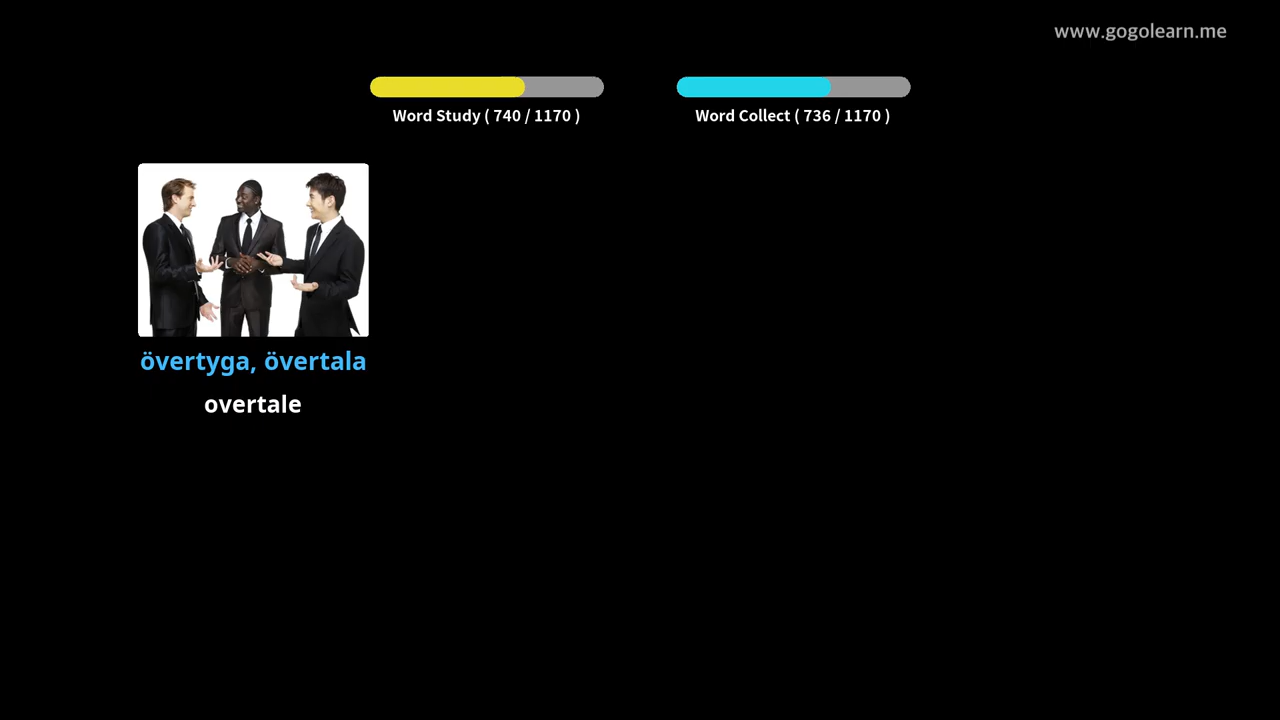 www.gogolearn.me
Word Study ( 740 / 1170 )
Word Collect ( 736 / 1170 )
övertyga, övertala
overtale